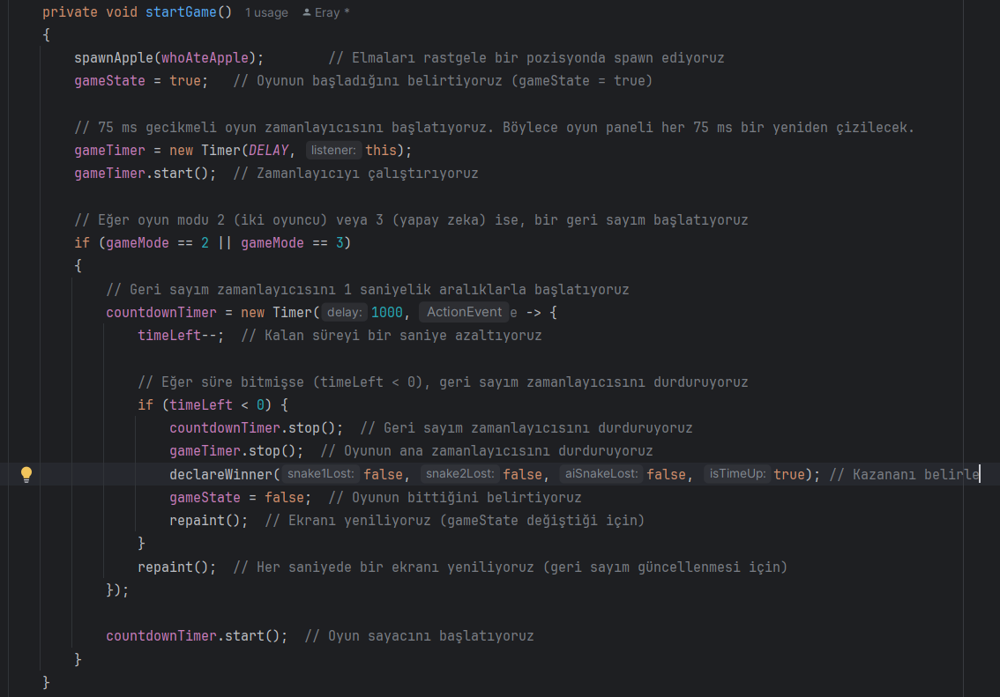 private void startGame() 1 usage Eray *
{
spawnApple(whoAteApple); // Elmaları rastgele bir pozisyonda spawn ediyoruz
gameState = true; // Oyunun başladığını belirtiyoruz (gameState = true)
// 75 ms gecikmeli oyun zamanlayıcısını başlatıyoruz. Böylece oyun paneli her 75 ms bir yeniden çizilecek.
gameTimer = new Timer(DELAY, listener: this);
gameTimer.start(); // Zamanlayıcıyı çalıştırıyoruz
// Eğer oyun modu 2 (iki oyuncu) veya 3 (yapay zeka) ise, bir geri sayım başlatıyoruz
if (gameMode == 2 || gameMode == 3)
{
// Geri sayım zamanlayıcısını 1 saniyelik aralıklarla başlatıyoruz
countdownTimer = new Timer( delay: 1000, ActionEvent e -> {
timeLeft--; // Kalan süreyi bir saniye azaltıyoruz
// Eğer süre bitmişse (timeLeft < 0), geri sayım zamanlayıcısını durduruyoruz
if (timeLeft < 0) {
countdownTimer.stop(); // Geri sayım zamanlayıcısını durduruyoruz
gameTimer.stop(); // Oyunun ana zamanlayıcısını durduruyoruz
declareWinner( snake1Lost: false, snake2Lost: false, aiSnakeLost: false, isTimeUp: true); // Kazananı belirle
gameState = false; // Oyunun bittiğini belirtiyoruz
repaint(); // Ekranı yeniliyoruz (gameState değiştiği için)
}
repaint(); // Her saniyede bir ekranı yeniliyoruz (geri sayım güncellenmesi için)
});
countdownTimer.start(); // Oyun sayacını başlatıyoruz
}
}